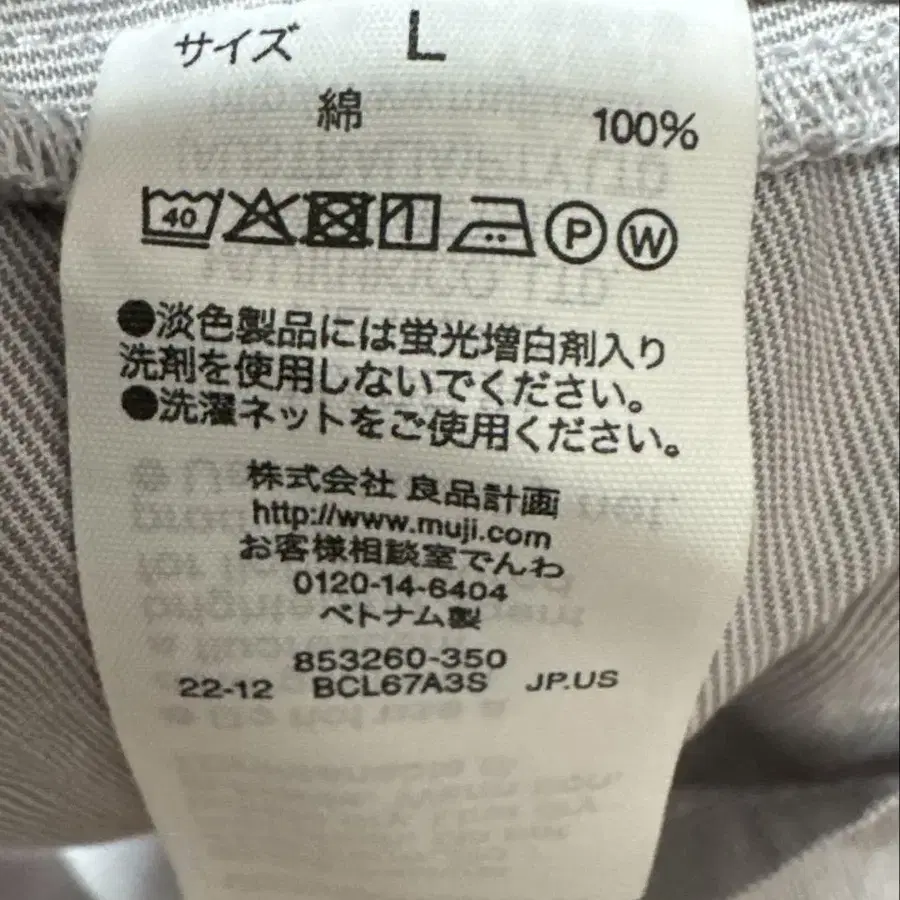 サイズ L
綿 100%
40 P W
●淡色製品には蛍光増白剤入り
洗剤を使用しないでください。
●洗濯ネットをご使用ください。
株式会社 良品計画
http://www.muji.com
お客様相談室でんわ
0120-14-6404
ベトナム製
853260-350
22-12 BCL67A3S JP.US